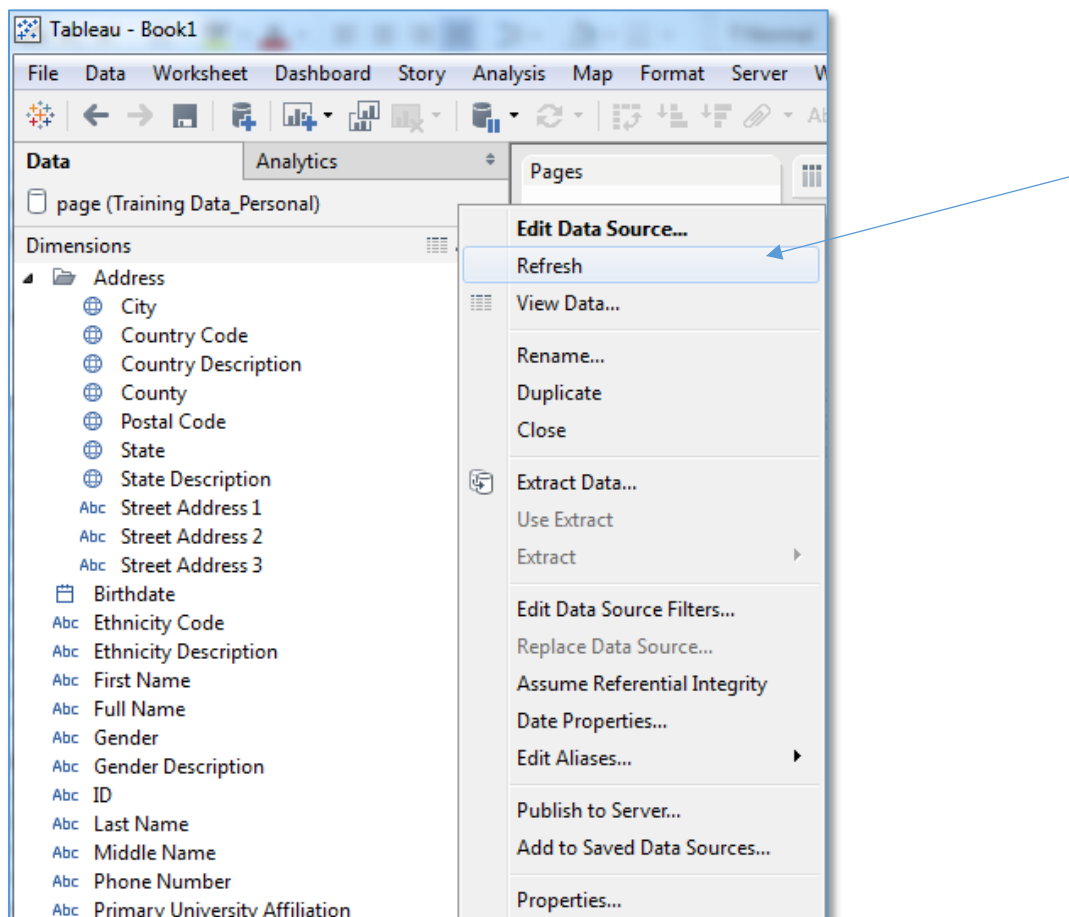 Tableau - Book1
File Data Worksheet Dashboard Story Analysis Map Format Server
Data
Analytics
Pages
page (Training Data_Personal)
Dimensions
Address
City
Country Code
Country Description
County
Postal Code
State
State Description
Abc Street Address 1
Abc Street Address 2
Abc Street Address 3
Birthdate
Abc Ethnicity Code
Abc Ethnicity Description
Abc First Name
Abc Full Name
Abc Gender
Abc Gender Description
Abc ID
Abc Last Name
Abc Middle Name
Abc Phone Number
Abc Primary University Affiliation
Edit Data Source...
Refresh
View Data...
Rename...
Duplicate
Close
Extract Data...
Use Extract
Extract
Edit Data Source Filters...
Replace Data Source...
Assume Referential Integrity
Date Properties...
Edit Aliases...
Publish to Server...
Add to Saved Data Sources...
Properties...